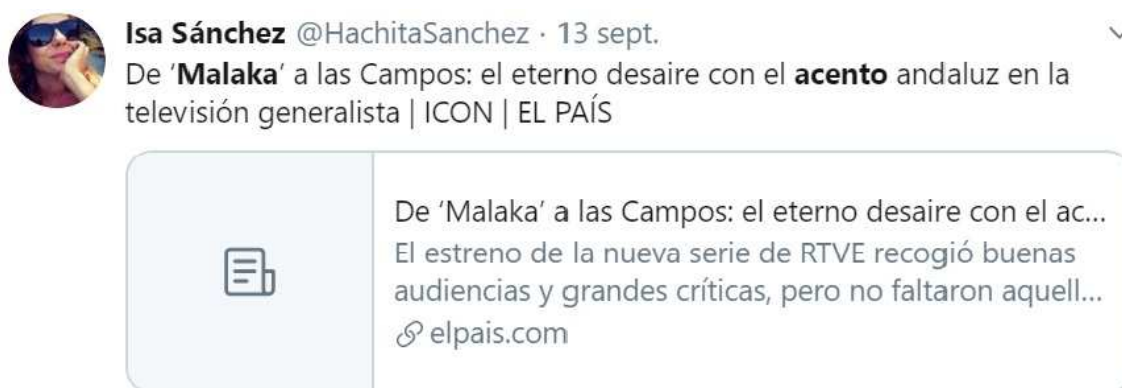 Isa Sánchez @HachitaSanchez · 13 sept.
De ‘Malaka’ a las Campos: el eterno desaire con el acento andaluz en la
televisión generalista | ICON | EL PAÍS
De ‘Malaka’ a las Campos: el eterno desaire con el ac...
El estreno de la nueva serie de RTVE recogió buenas
audiencias y grandes críticas, pero no faltaron aquell...
elpais.com